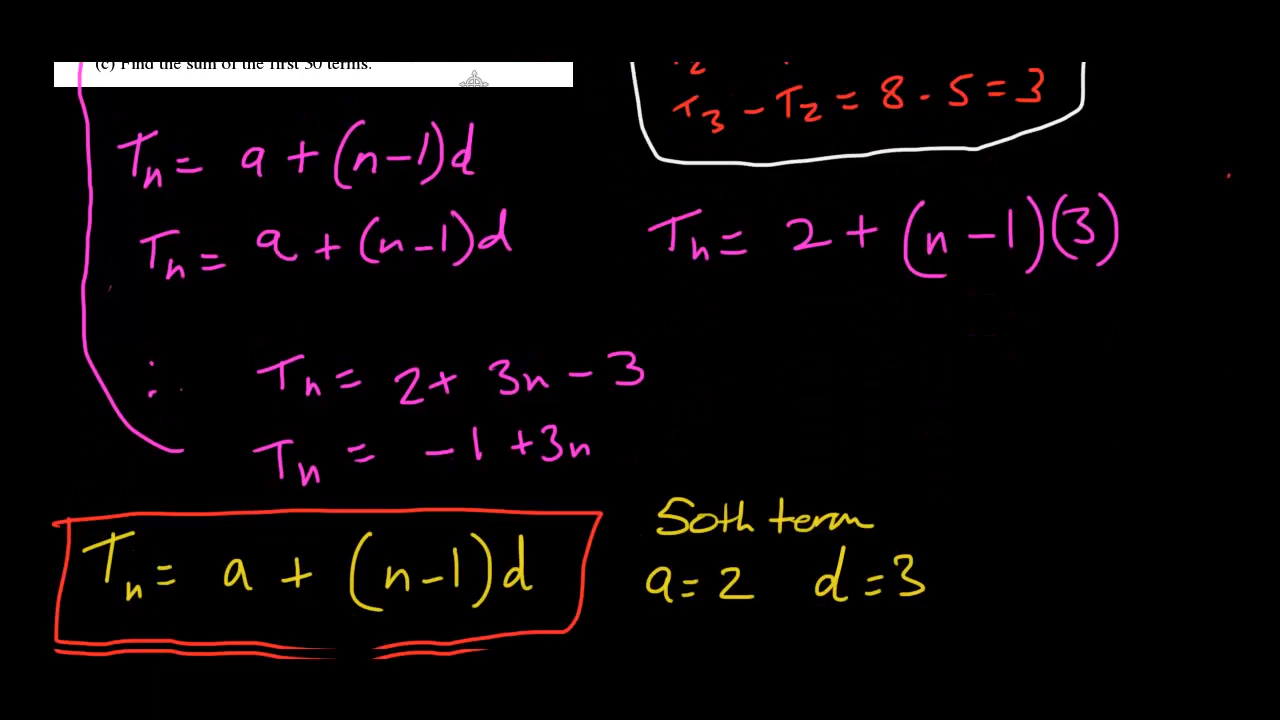 (c) Find the sum of the first 30 terms.
T₃ - T₂ = 8 - 5 = 3
Tₙ = a + (n-1)d
Tₙ = a + (n-1)d
Tₙ = 2 + (n-1)(3)
∴ Tₙ = 2 + 3n - 3
Tₙ = -1 + 3n
Tₙ = a + (n-1)d
50th term
a = 2 d = 3